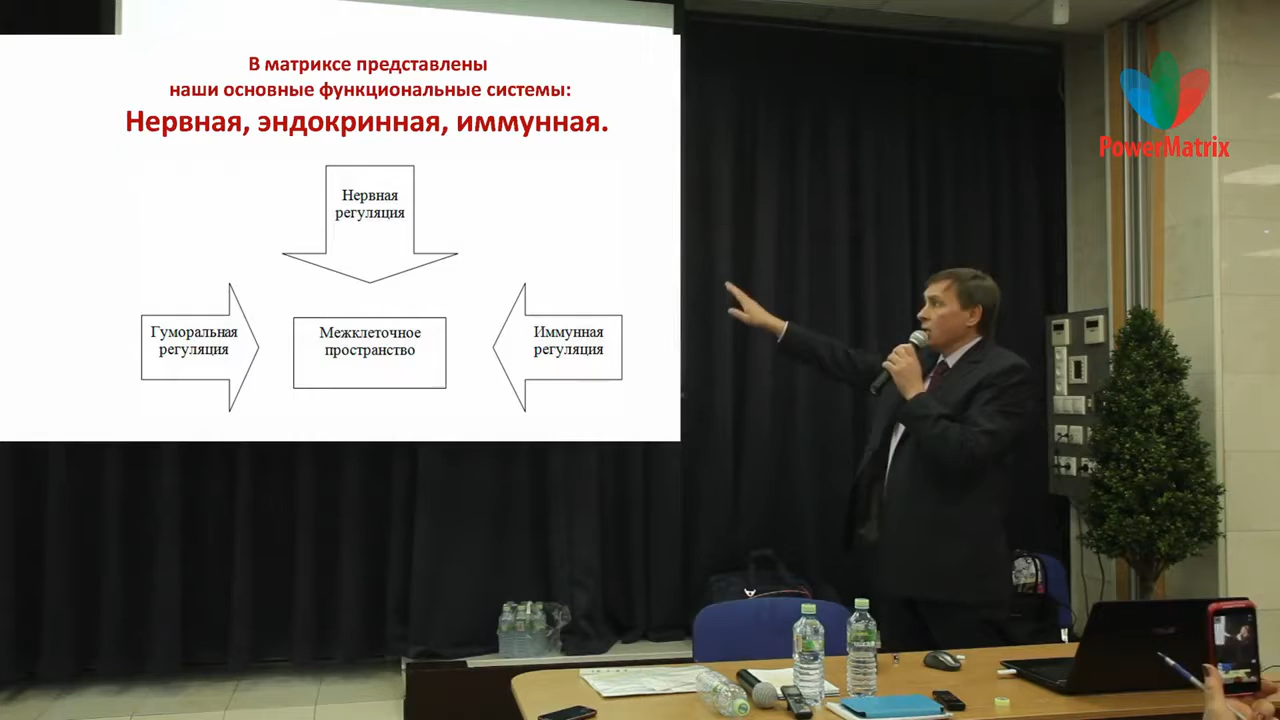 В матриксе представлены
наши основные функциональные системы:
Нервная, эндокринная, иммунная.
PowerMatrix
Нервная
регуляция
Гуморальная
регуляция
Межклеточное
пространство
Иммунная
регуляция